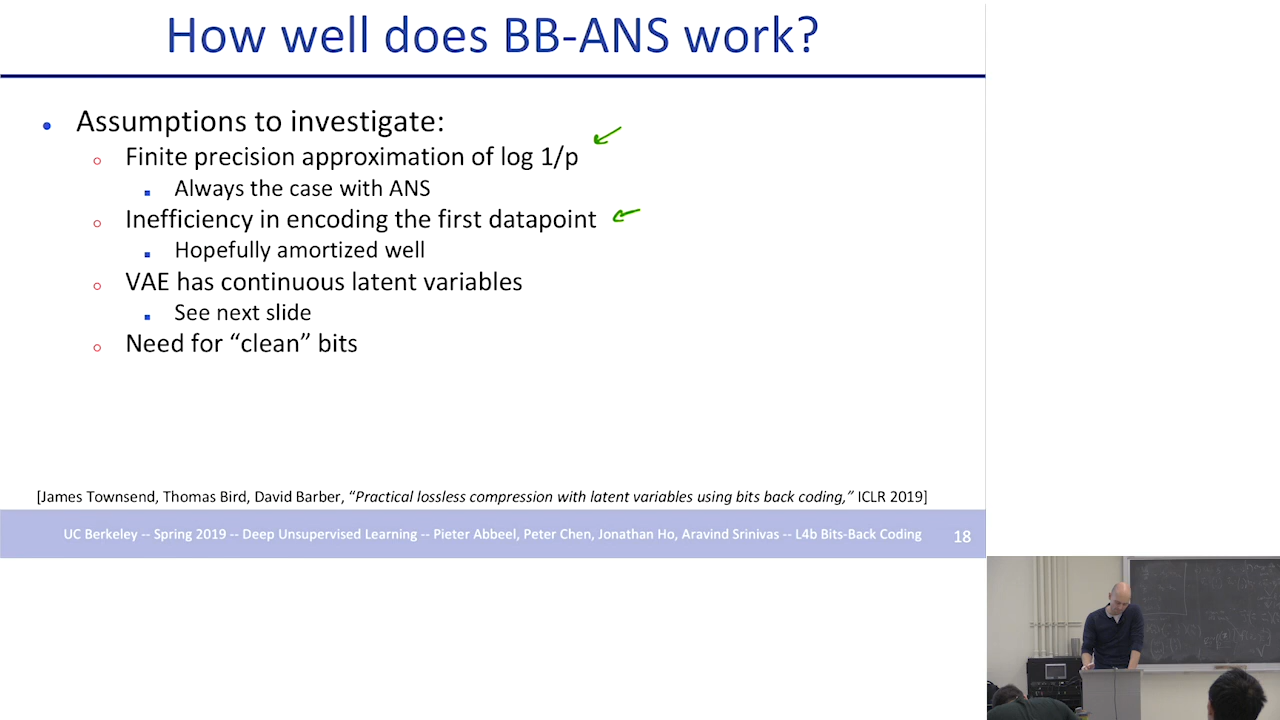 How well does BB-ANS work?
• Assumptions to investigate:
○ Finite precision approximation of log 1/p
▪ Always the case with ANS
○ Inefficiency in encoding the first datapoint
▪ Hopefully amortized well
○ VAE has continuous latent variables
▪ See next slide
○ Need for “clean” bits
[James Townsend, Thomas Bird, David Barber, “Practical lossless compression with latent variables using bits back coding,” ICLR 2019]
UC Berkeley -- Spring 2019 -- Deep Unsupervised Learning -- Pieter Abbeel, Peter Chen, Jonathan Ho, Aravind Srinivas -- L4b Bits-Back Coding 18